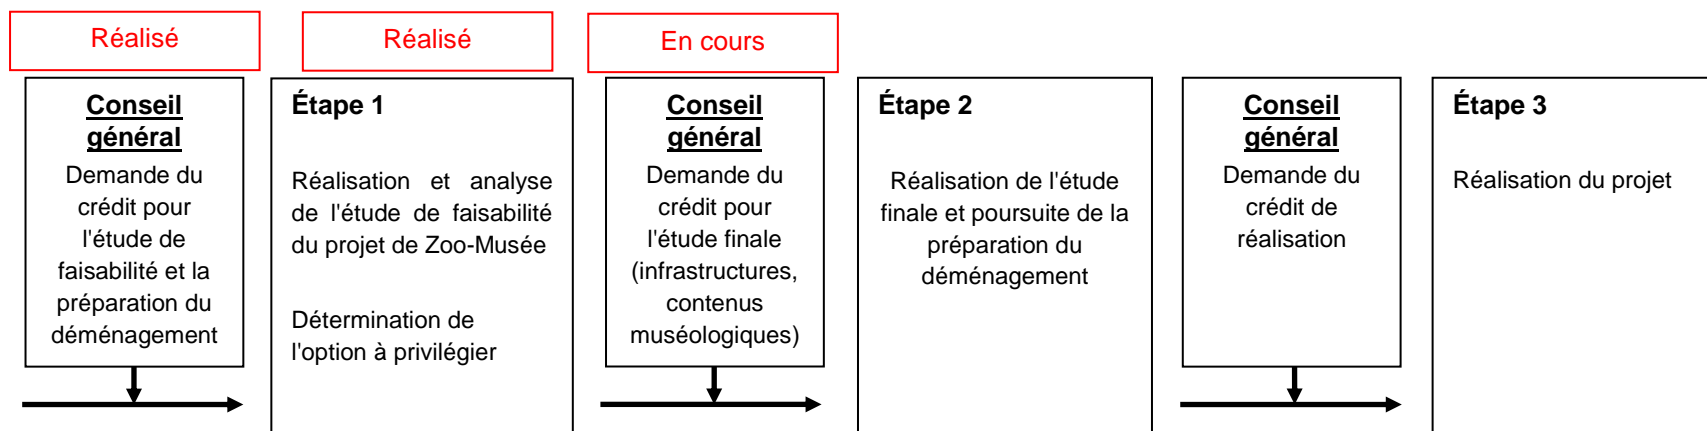 Réalisé
Réalisé
En cours
Conseil
général
Demande du
crédit pour
l'étude de
faisabilité et la
préparation du
déménagement
Étape 1
Réalisation et analyse
de l'étude de faisabilité
du projet de Zoo-Musée
Détermination de
l'option à privilégier
Conseil
général
Demande du
crédit pour
l'étude finale
(infrastructures,
contenus
muséologiques)
Étape 2
Réalisation de l'étude
finale et poursuite de la
préparation du
déménagement
Conseil
général
Demande du
crédit de
réalisation
Étape 3
Réalisation du projet